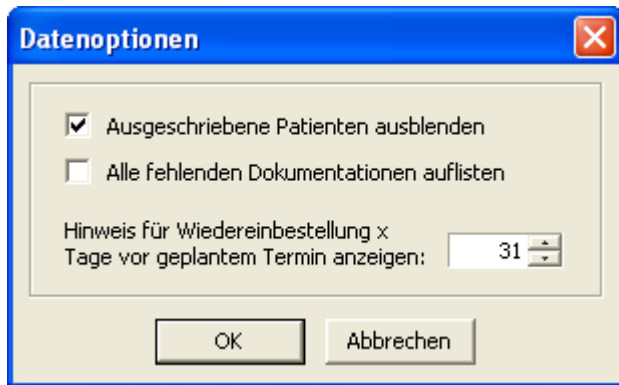 Datenoptionen
Ausgeschriebene Patienten ausblenden
Alle fehlenden Dokumentationen auflisten
Hinweis für Wiedereinbestellung x
Tage vor geplantem Termin anzeigen: 31
OK Abbrechen